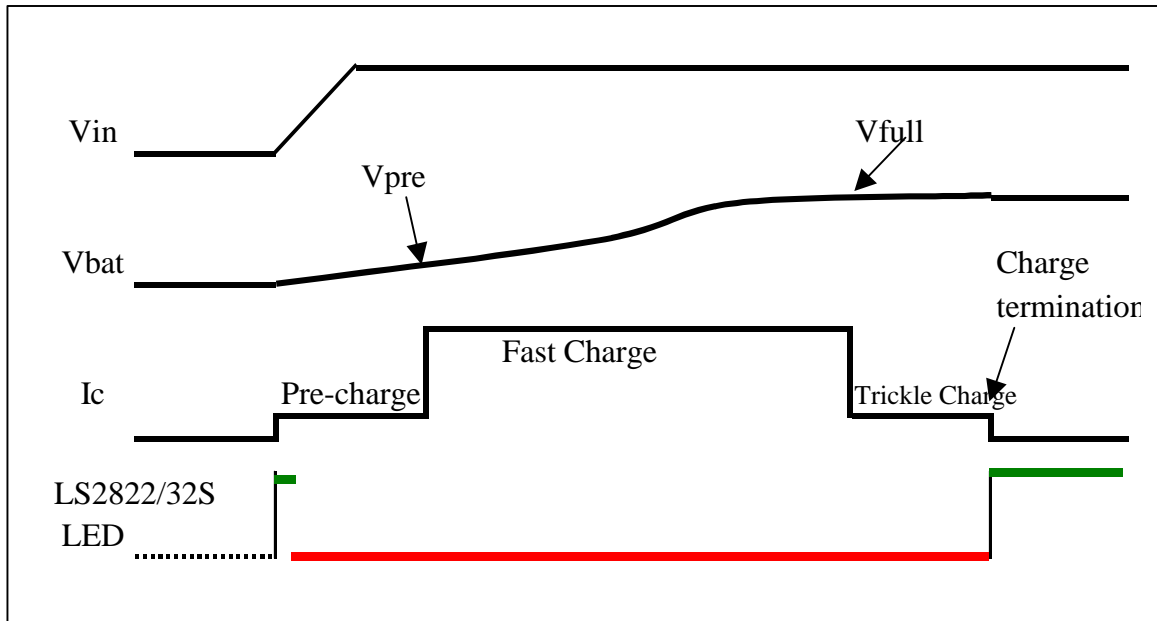 Vin
Vfull
Vpre
Vbat
Charge
termination
Fast Charge
Ic
Pre-charge
Trickle Charge
LS2822/32S
LED